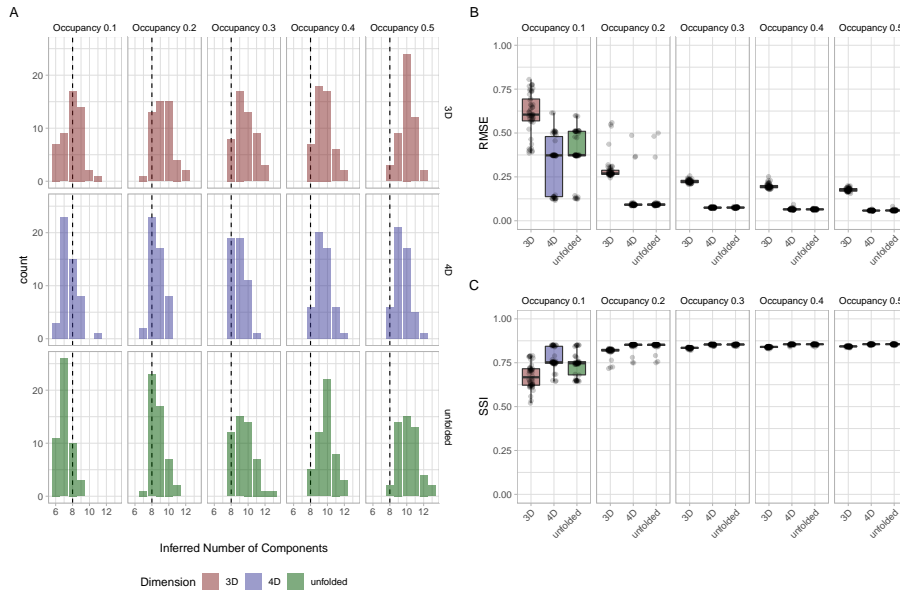 A
Occupancy 0.1 Occupancy 0.2 Occupancy 0.3 Occupancy 0.4 Occupancy 0.5
20
10
0
3D
20
10
0
4D
20
10
0
unfolded
count
6 8 10 12 6 8 10 12 6 8 10 12 6 8 10 12 6 8 10 12
Inferred Number of Components
Dimension 3D 4D unfolded
B
Occupancy 0.1 Occupancy 0.2 Occupancy 0.3 Occupancy 0.4 Occupancy 0.5
1.00
0.75
0.50
0.25
0.00
RMSE
3D 4D unfolded 3D 4D unfolded 3D 4D unfolded 3D 4D unfolded 3D 4D unfolded
C
Occupancy 0.1 Occupancy 0.2 Occupancy 0.3 Occupancy 0.4 Occupancy 0.5
1.00
0.75
0.50
0.25
0.00
SSI
3D 4D unfolded 3D 4D unfolded 3D 4D unfolded 3D 4D unfolded 3D 4D unfolded